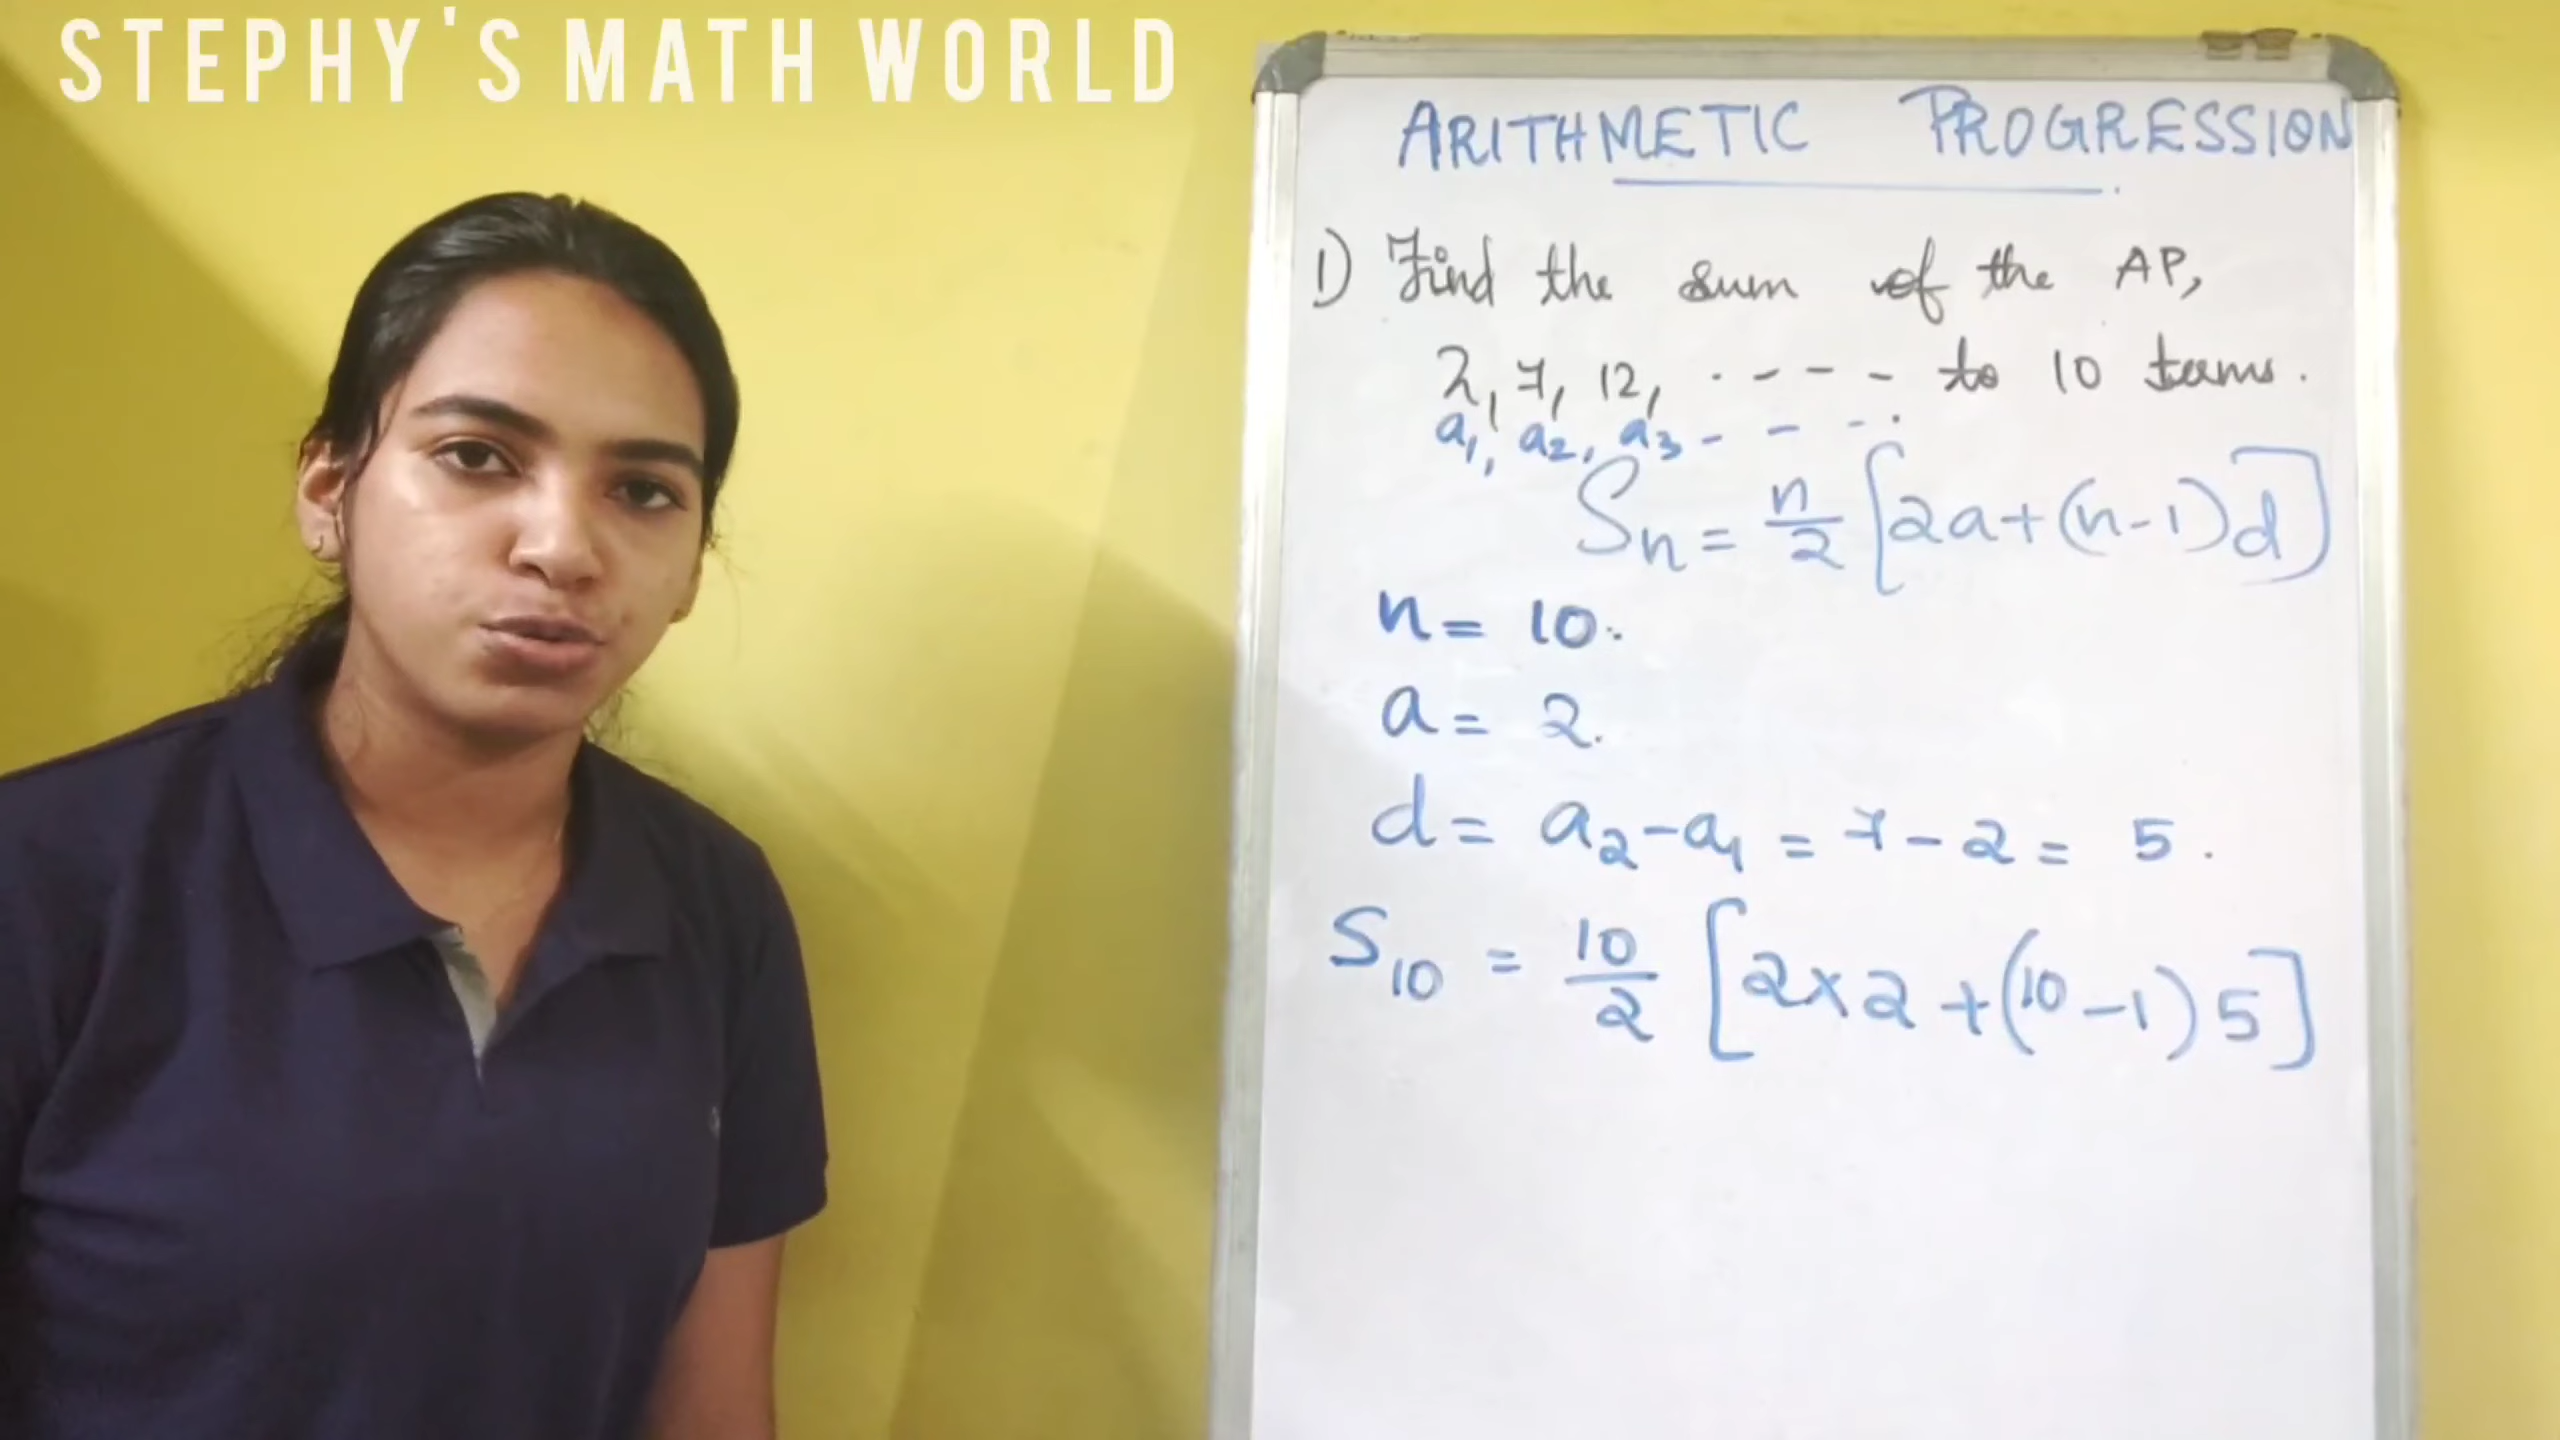 STEPHY'S MATH WORLD
ARITHMETIC PROGRESSION
1) Find the sum of the AP,
2, 7, 12, . - - - - to 10 terms.
a₁, a₂, a₃ - - - .
Sn = n/2 [2a+(n-1)d]
n = 10.
a = 2.
d = a₂-a₁ = 7-2 = 5.
S₁₀ = 10/2 [2×2+(10-1)5]